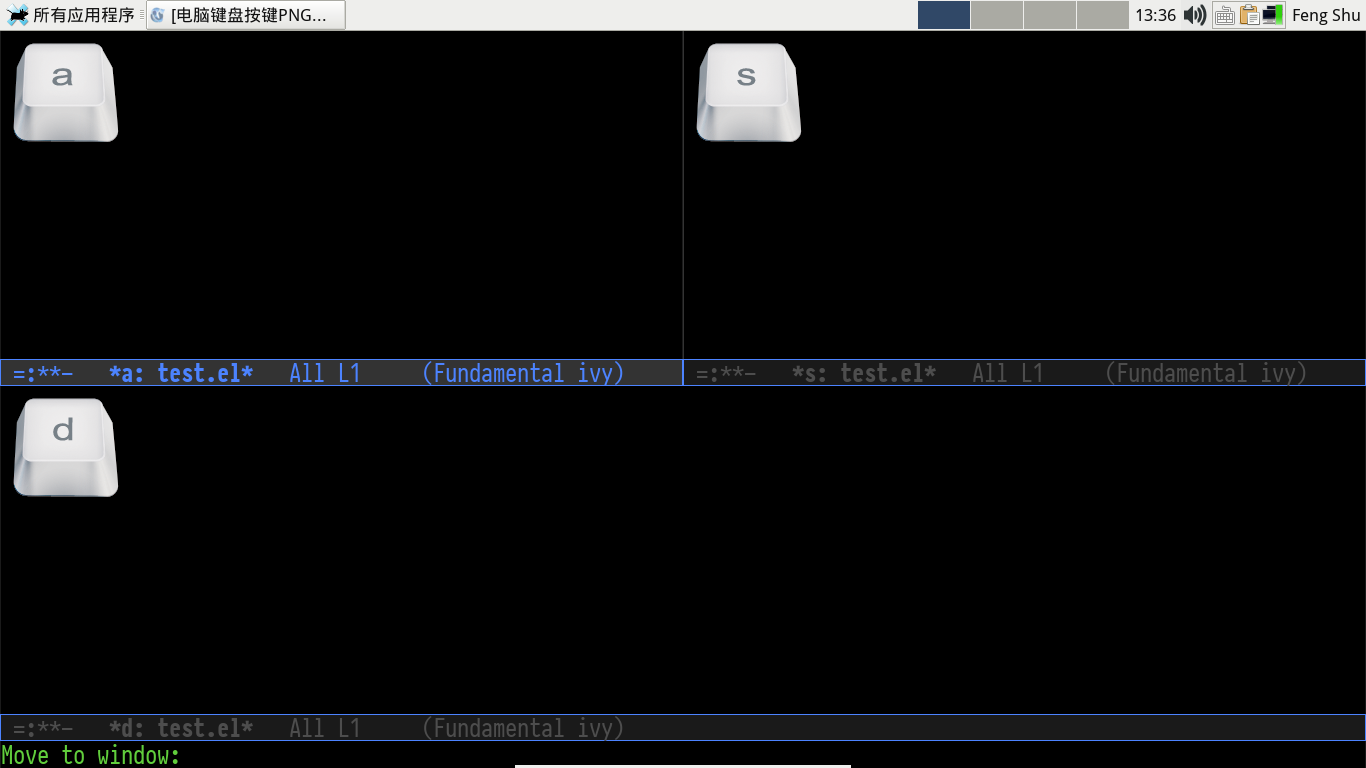 所有应用程序 [电脑键盘按键PNG... 13:36 Feng Shu
a
s
=:**- *a: test.el* All L1 (Fundamental ivy)
=:**- *s: test.el* All L1 (Fundamental ivy)
d
=:**- *d: test.el* All L1 (Fundamental ivy)
Move to window: